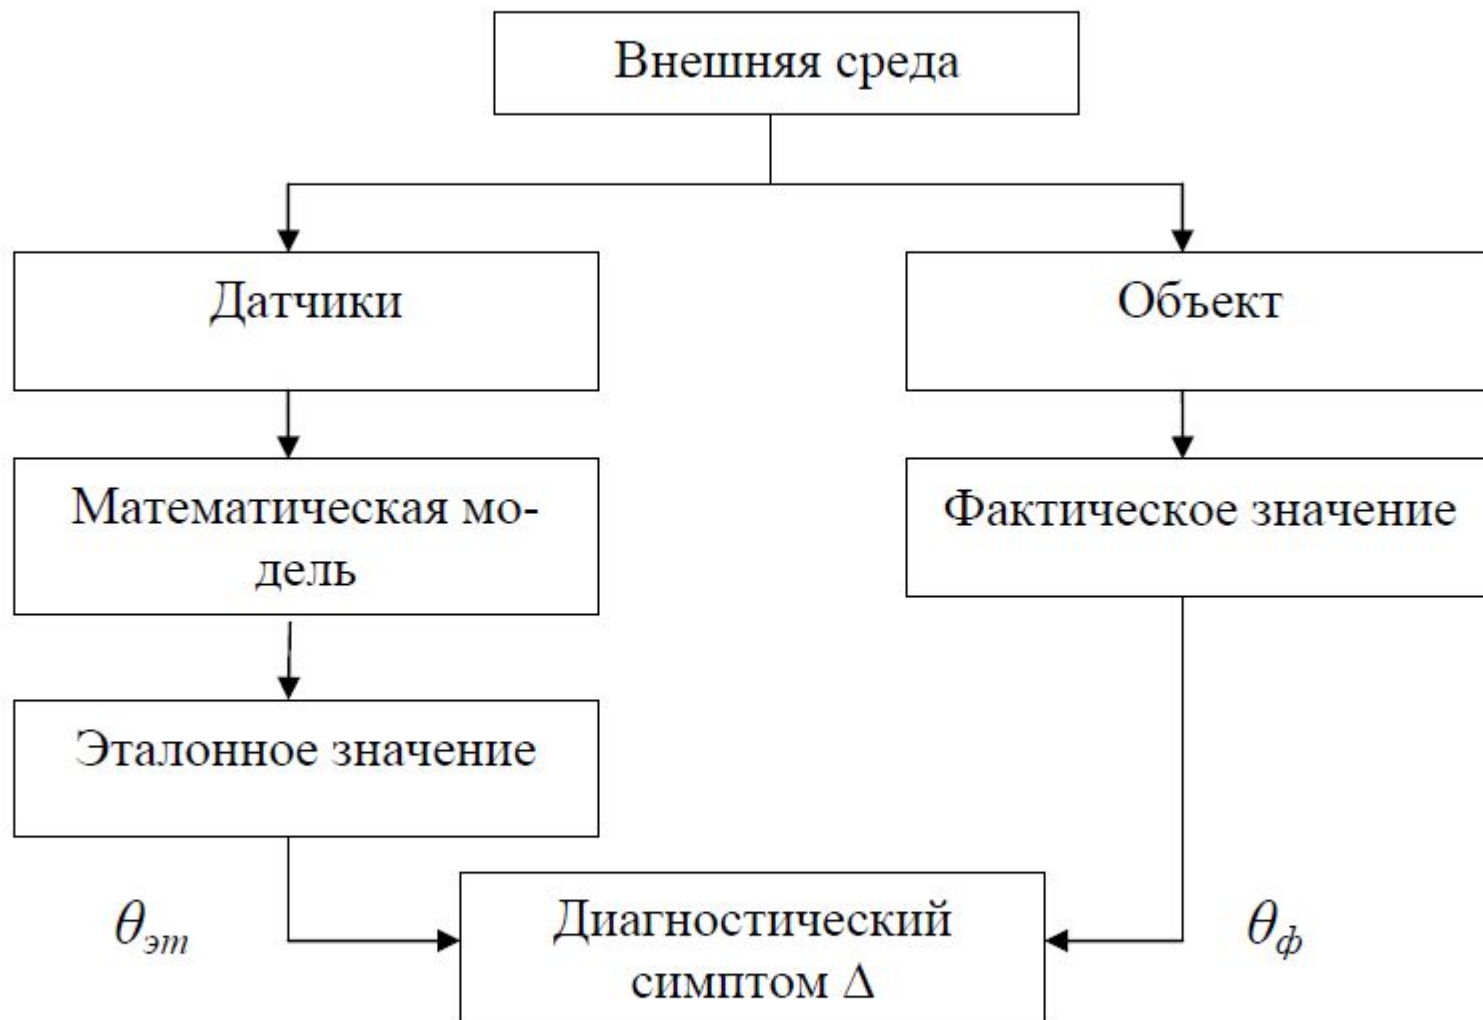 Внешняя среда
Датчики
Объект
Математическая мо-
дель
Фактическое значение
Эталонное значение
θэт
Диагностический
симптом Δ
θф